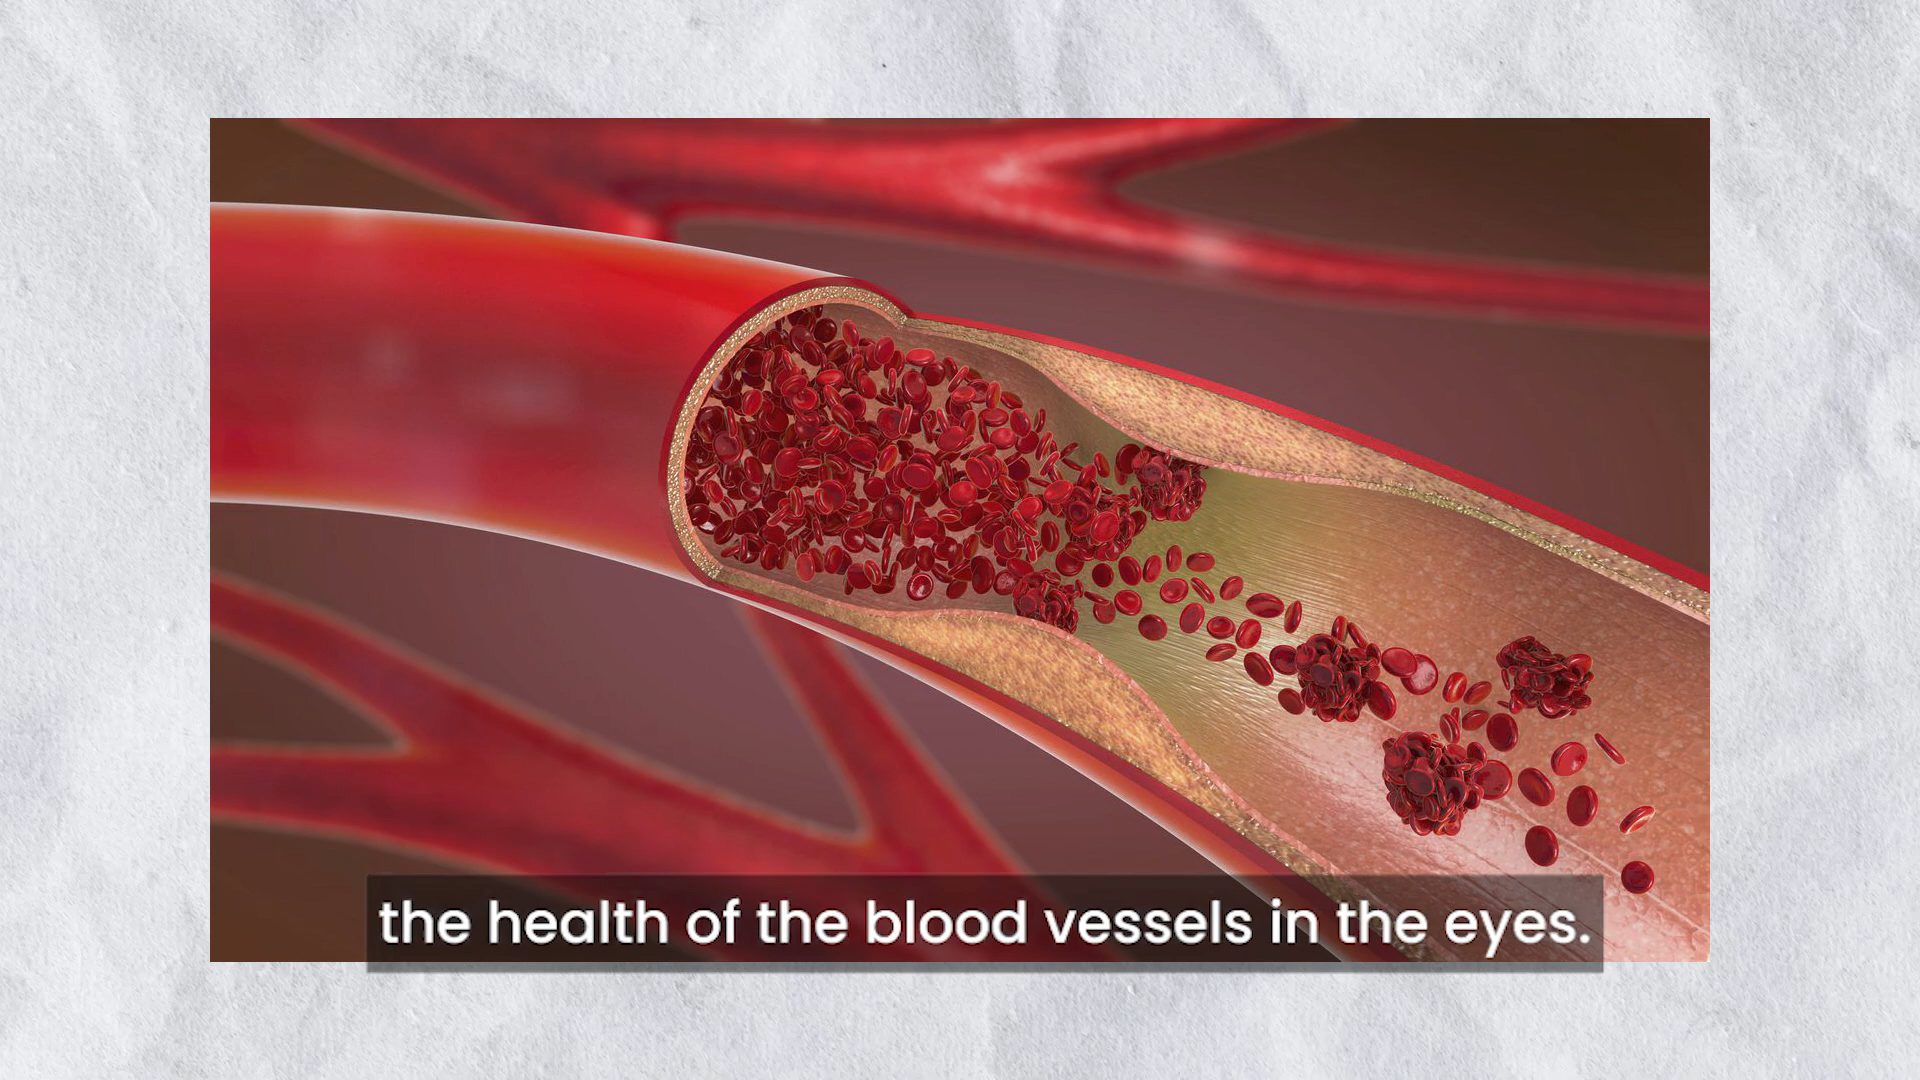 the health of the blood vessels in the eyes.